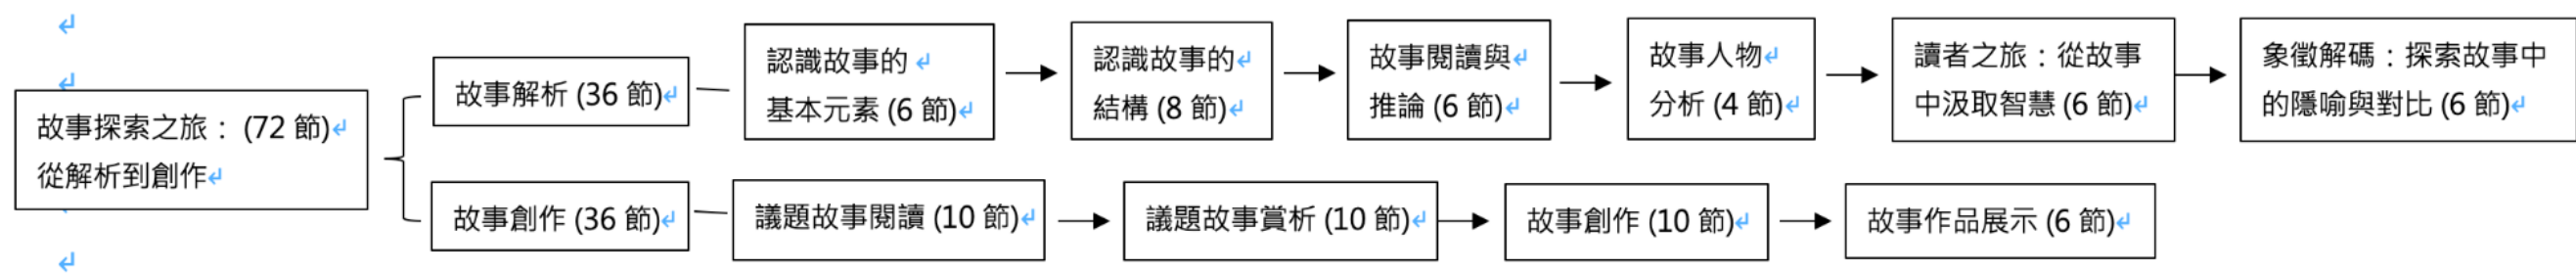 故事探索之旅：(72 節)
從解析到創作
故事解析 (36 節)
認識故事的
基本元素 (6 節)
認識故事的
結構 (8 節)
故事閱讀與
推論 (6 節)
故事人物
分析 (4 節)
讀者之旅：從故事
中汲取智慧 (6 節)
象徵解碼：探索故事中
的隱喻與對比 (6 節)
故事創作 (36 節)
議題故事閱讀 (10 節)
議題故事賞析 (10 節)
故事創作 (10 節)
故事作品展示 (6 節)